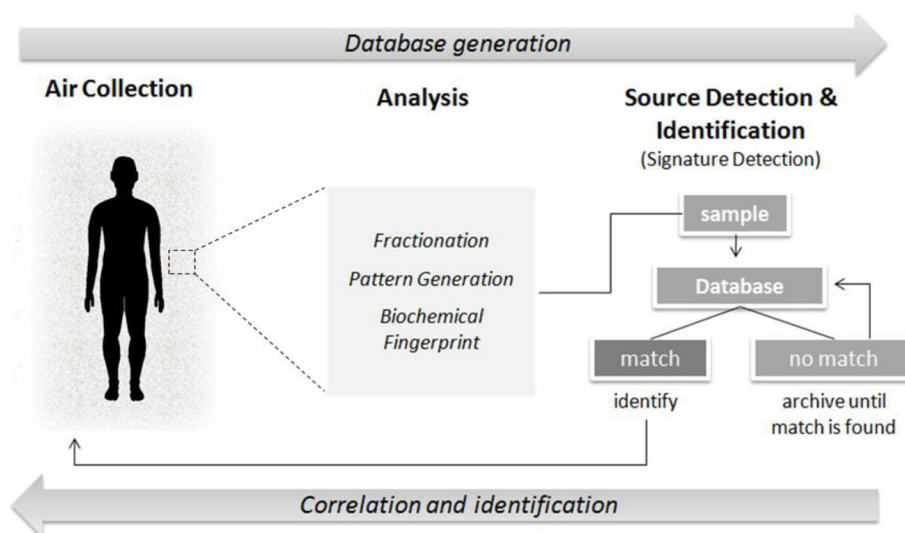 Database generation
Air Collection
Analysis
Source Detection &
Identification
(Signature Detection)
Fractionation
Pattern Generation
Biochemical
Fingerprint
sample
Database
match
no match
identify
archive until
match is found
Correlation and identification